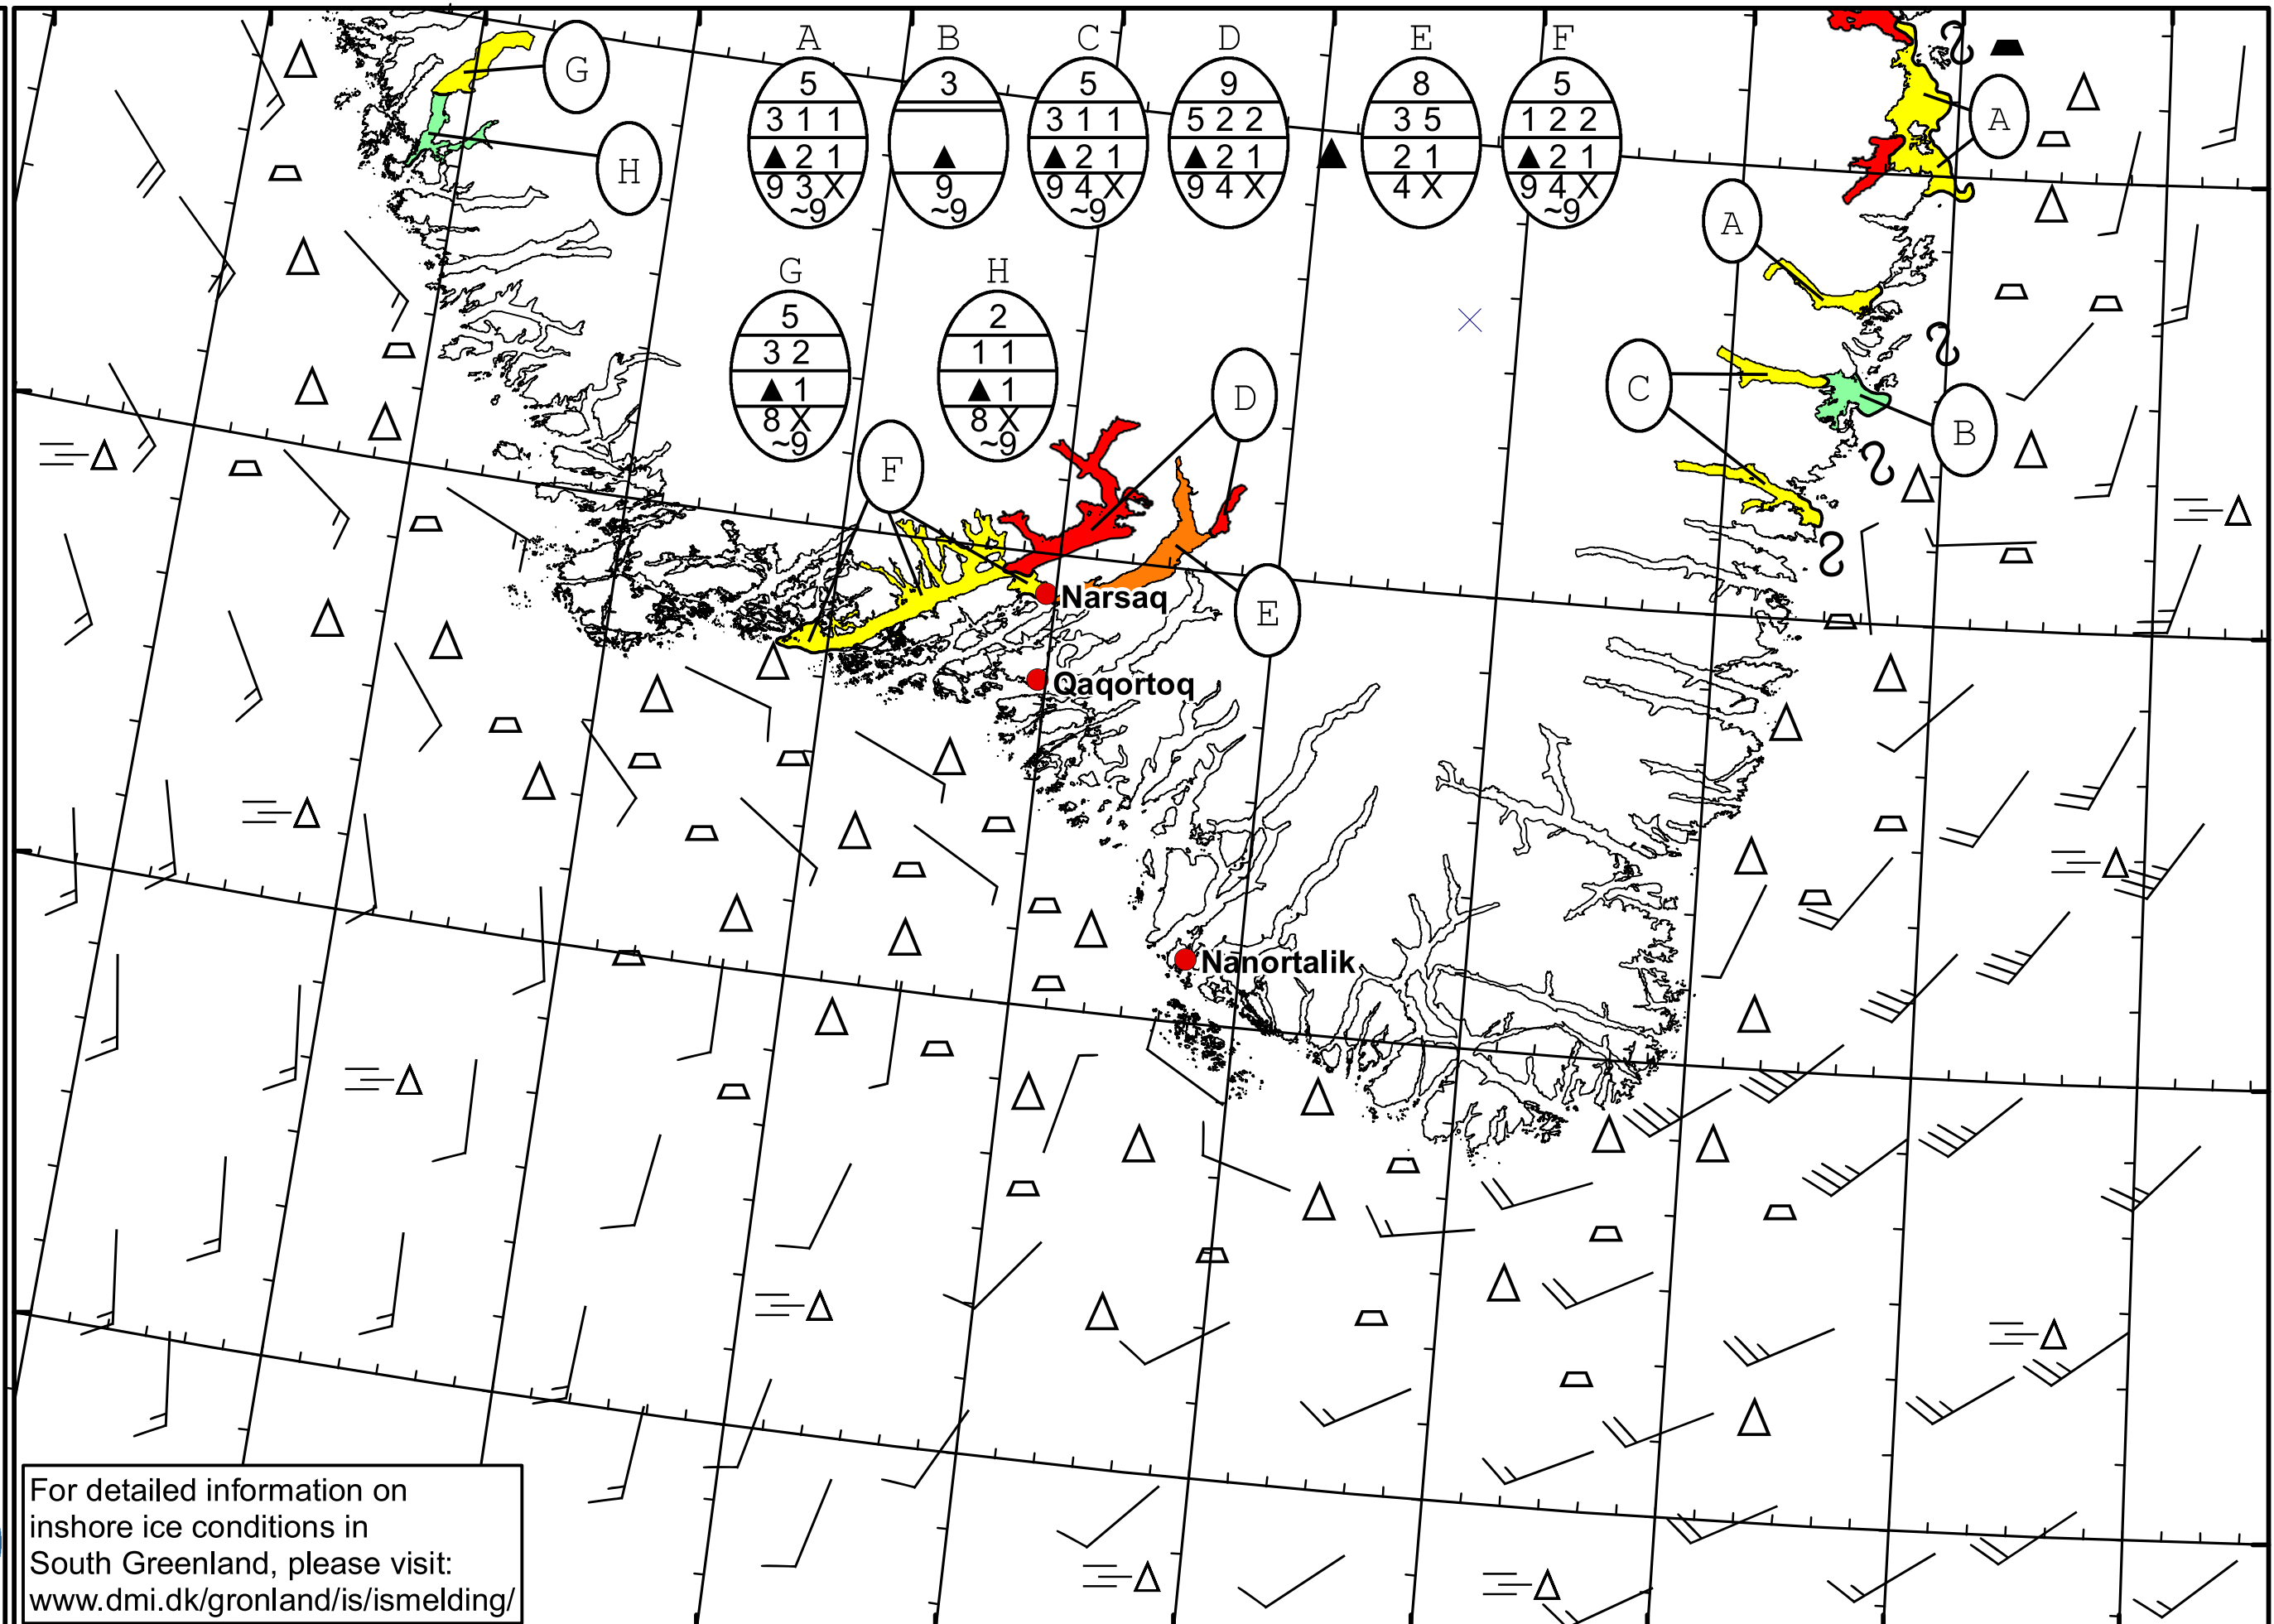 A B C D E F
5 3 5 9 8 5
3 1 1 3 1 1 5 2 2 3 5 1 2 2
▲ 2 1 ▲ ▲ 2 1 ▲ 2 1 ▲ 2 1 ▲ 2 1
9 3 X 9 9 4 X 9 4 X 4 X 9 4 X
~9 ~9 ~9 ~9
G H
5 2
3 2 1 1
▲ 1 ▲ 1
8 X 8 X
~9 ~9
G
H
A
A
C
B
D
F
E
Narsaq
Qaqortoq
Nanortalik
For detailed information on
inshore ice conditions in
South Greenland, please visit:
www.dmi.dk/gronland/is/ismelding/